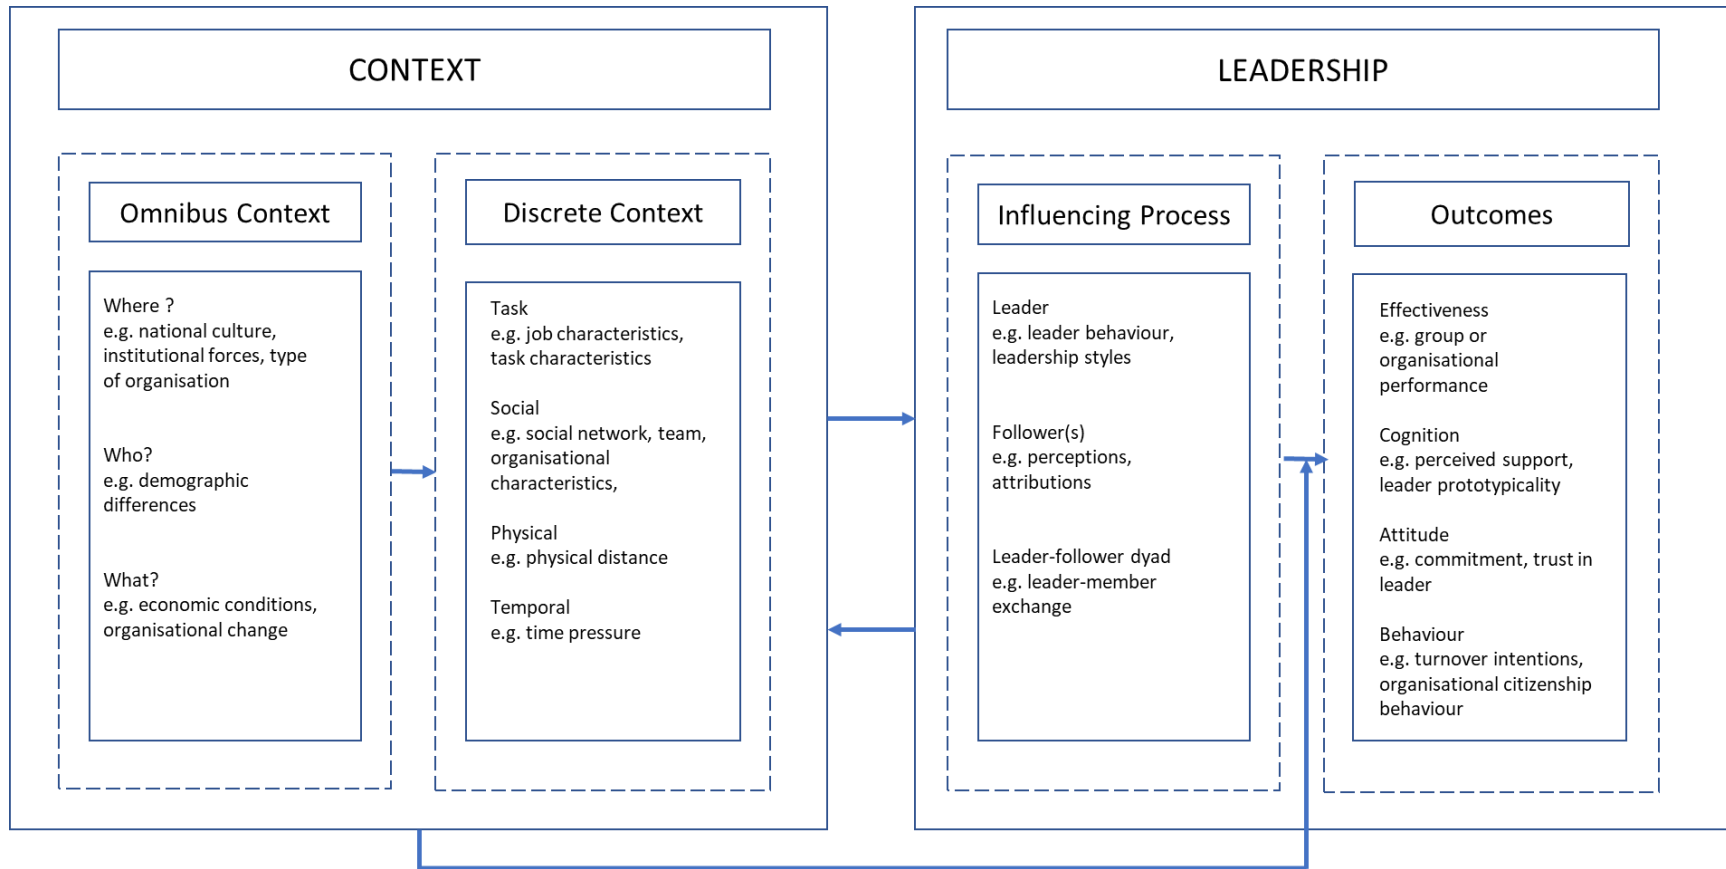 CONTEXT
Omnibus Context
Where ?
e.g. national culture,
institutional forces, type
of organisation
Who?
e.g. demographic
differences
What?
e.g. economic conditions,
organisational change
Discrete Context
Task
e.g. job characteristics,
task characteristics
Social
e.g. social network, team,
organisational
characteristics,
Physical
e.g. physical distance
Temporal
e.g. time pressure
LEADERSHIP
Influencing Process
Leader
e.g. leader behaviour,
leadership styles
Follower(s)
e.g. perceptions,
attributions
Leader-follower dyad
e.g. leader-member
exchange
Outcomes
Effectiveness
e.g. group or
organisational
performance
Cognition
e.g. perceived support,
leader prototypicality
Attitude
e.g. commitment, trust in
leader
Behaviour
e.g. turnover intentions,
organisational citizenship
behaviour